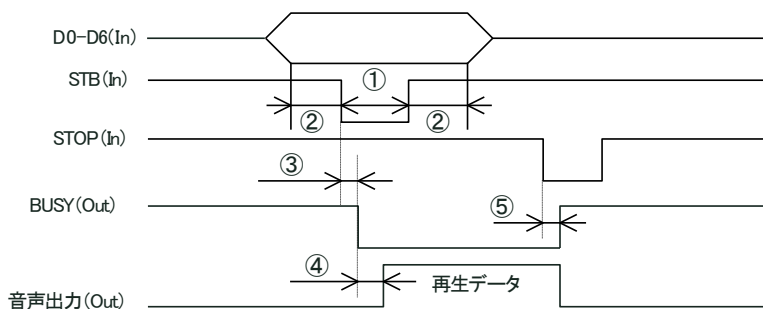 D0-D6(In)
STB(In)
①
②
②
STOP(In)
③
BUSY(Out)
⑤
④
再生データ
音声出力(Out)